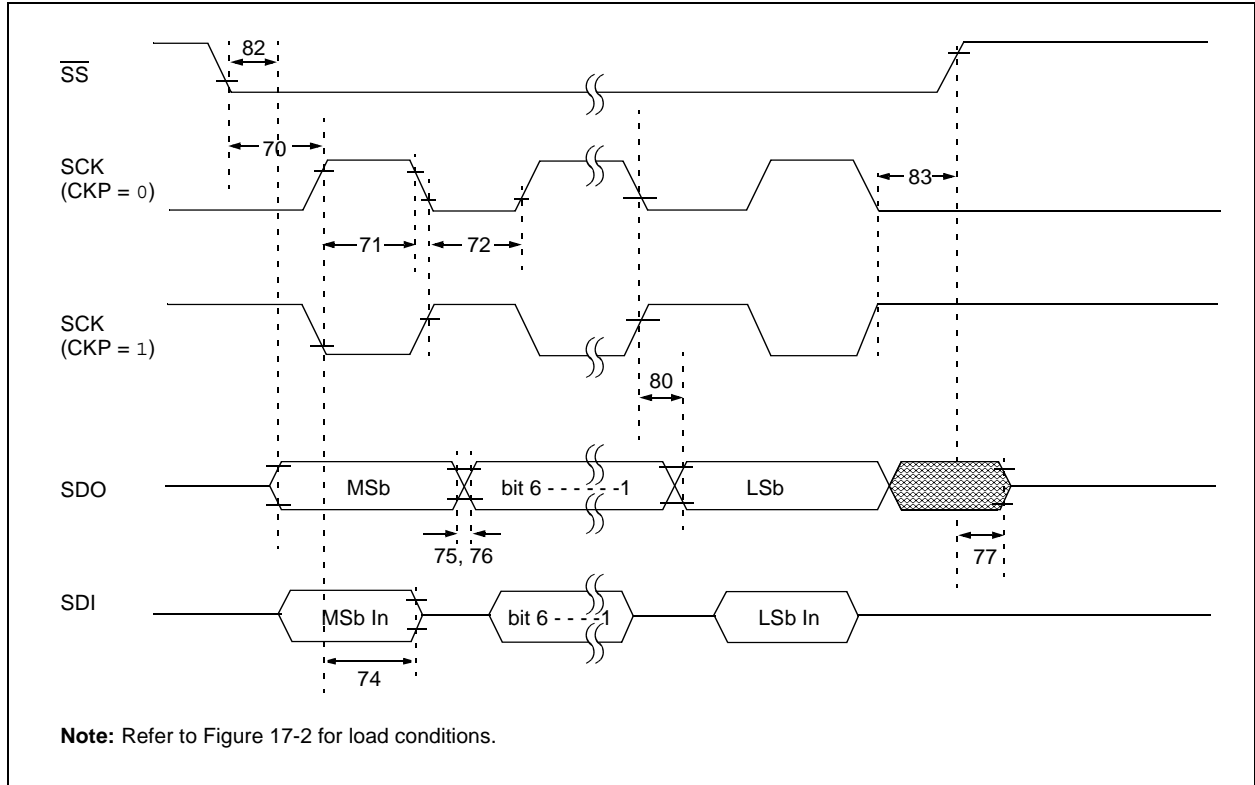 82
SS
70
SCK
(CKP = 0)
83
71
72
SCK
(CKP = 1)
80
SDO
MSb
bit 6 - - - - - -1
LSb
75, 76
77
SDI
MSb In
bit 6 - - - -1
LSb In
74
Note: Refer to Figure 17-2 for load conditions.